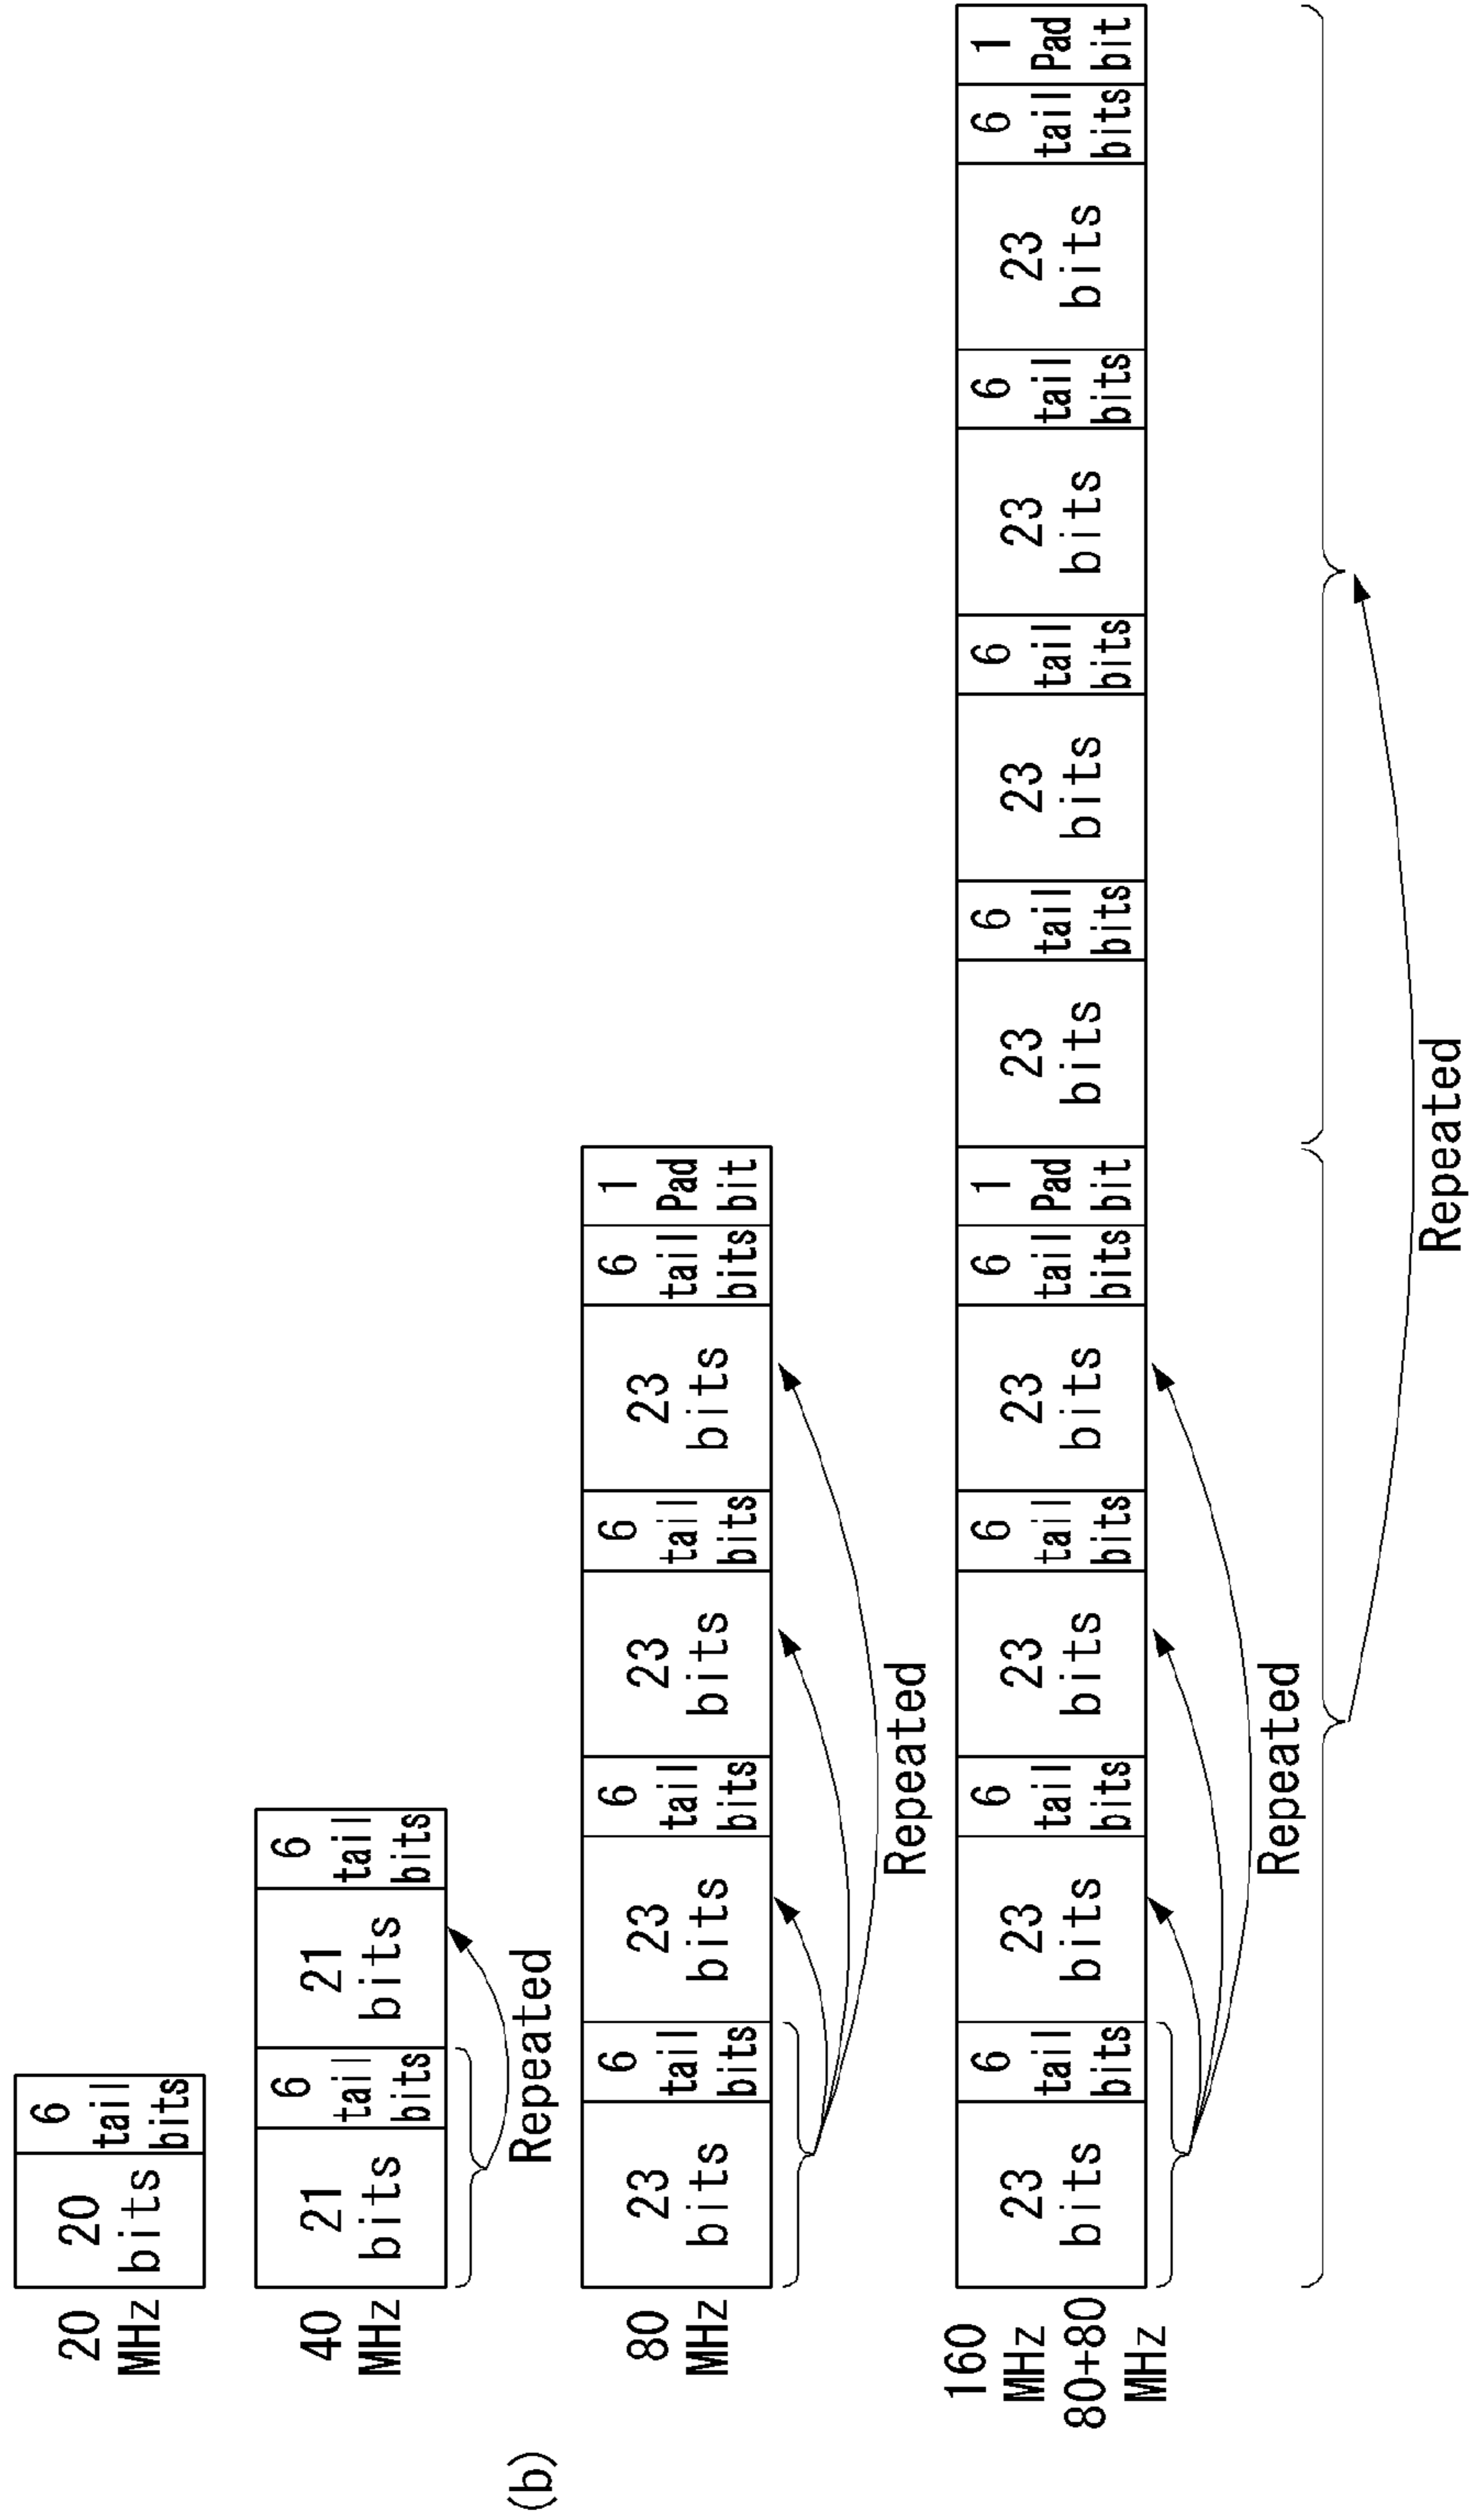 20
MHz
20
bits
6
tail
bits
40
MHz
21
bits
6
tail
bits
21
bits
6
tail
bits
Repeated
(b)
80
MHz
23
bits
6
tail
bits
23
bits
6
tail
bits
23
bits
6
tail
bits
23
bits
6
tail
bits
1
Pad
bit
Repeated
160
MHz
80+80
MHz
23
bits
6
tail
bits
23
bits
6
tail
bits
23
bits
6
tail
bits
23
bits
6
tail
bits
1
Pad
bit
23
bits
6
tail
bits
23
bits
6
tail
bits
23
bits
6
tail
bits
23
bits
6
tail
bits
1
Pad
bit
Repeated
Repeated